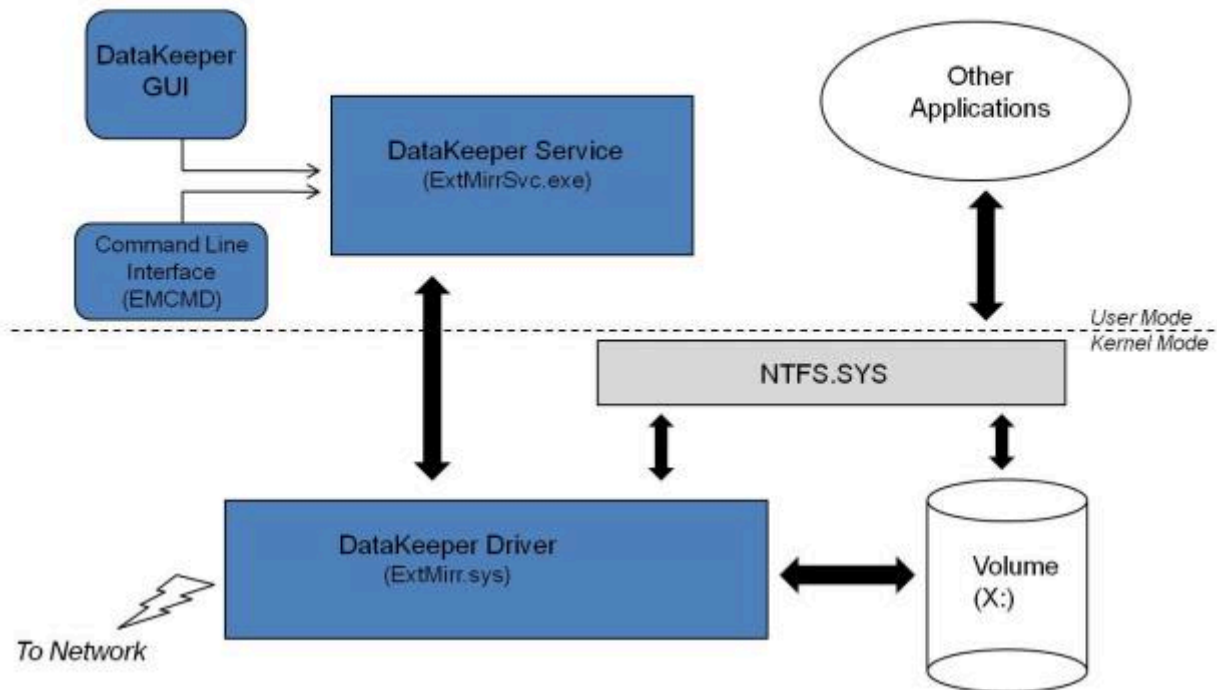 DataKeeper
GUI
DataKeeper Service
(ExtMirrSvc.exe)
Other
Applications
Command Line
Interface
(EMCMD)
User Mode
Kernel Mode
NTFS.SYS
DataKeeper Driver
(ExtMirr.sys)
Volume
(X:)
To Network